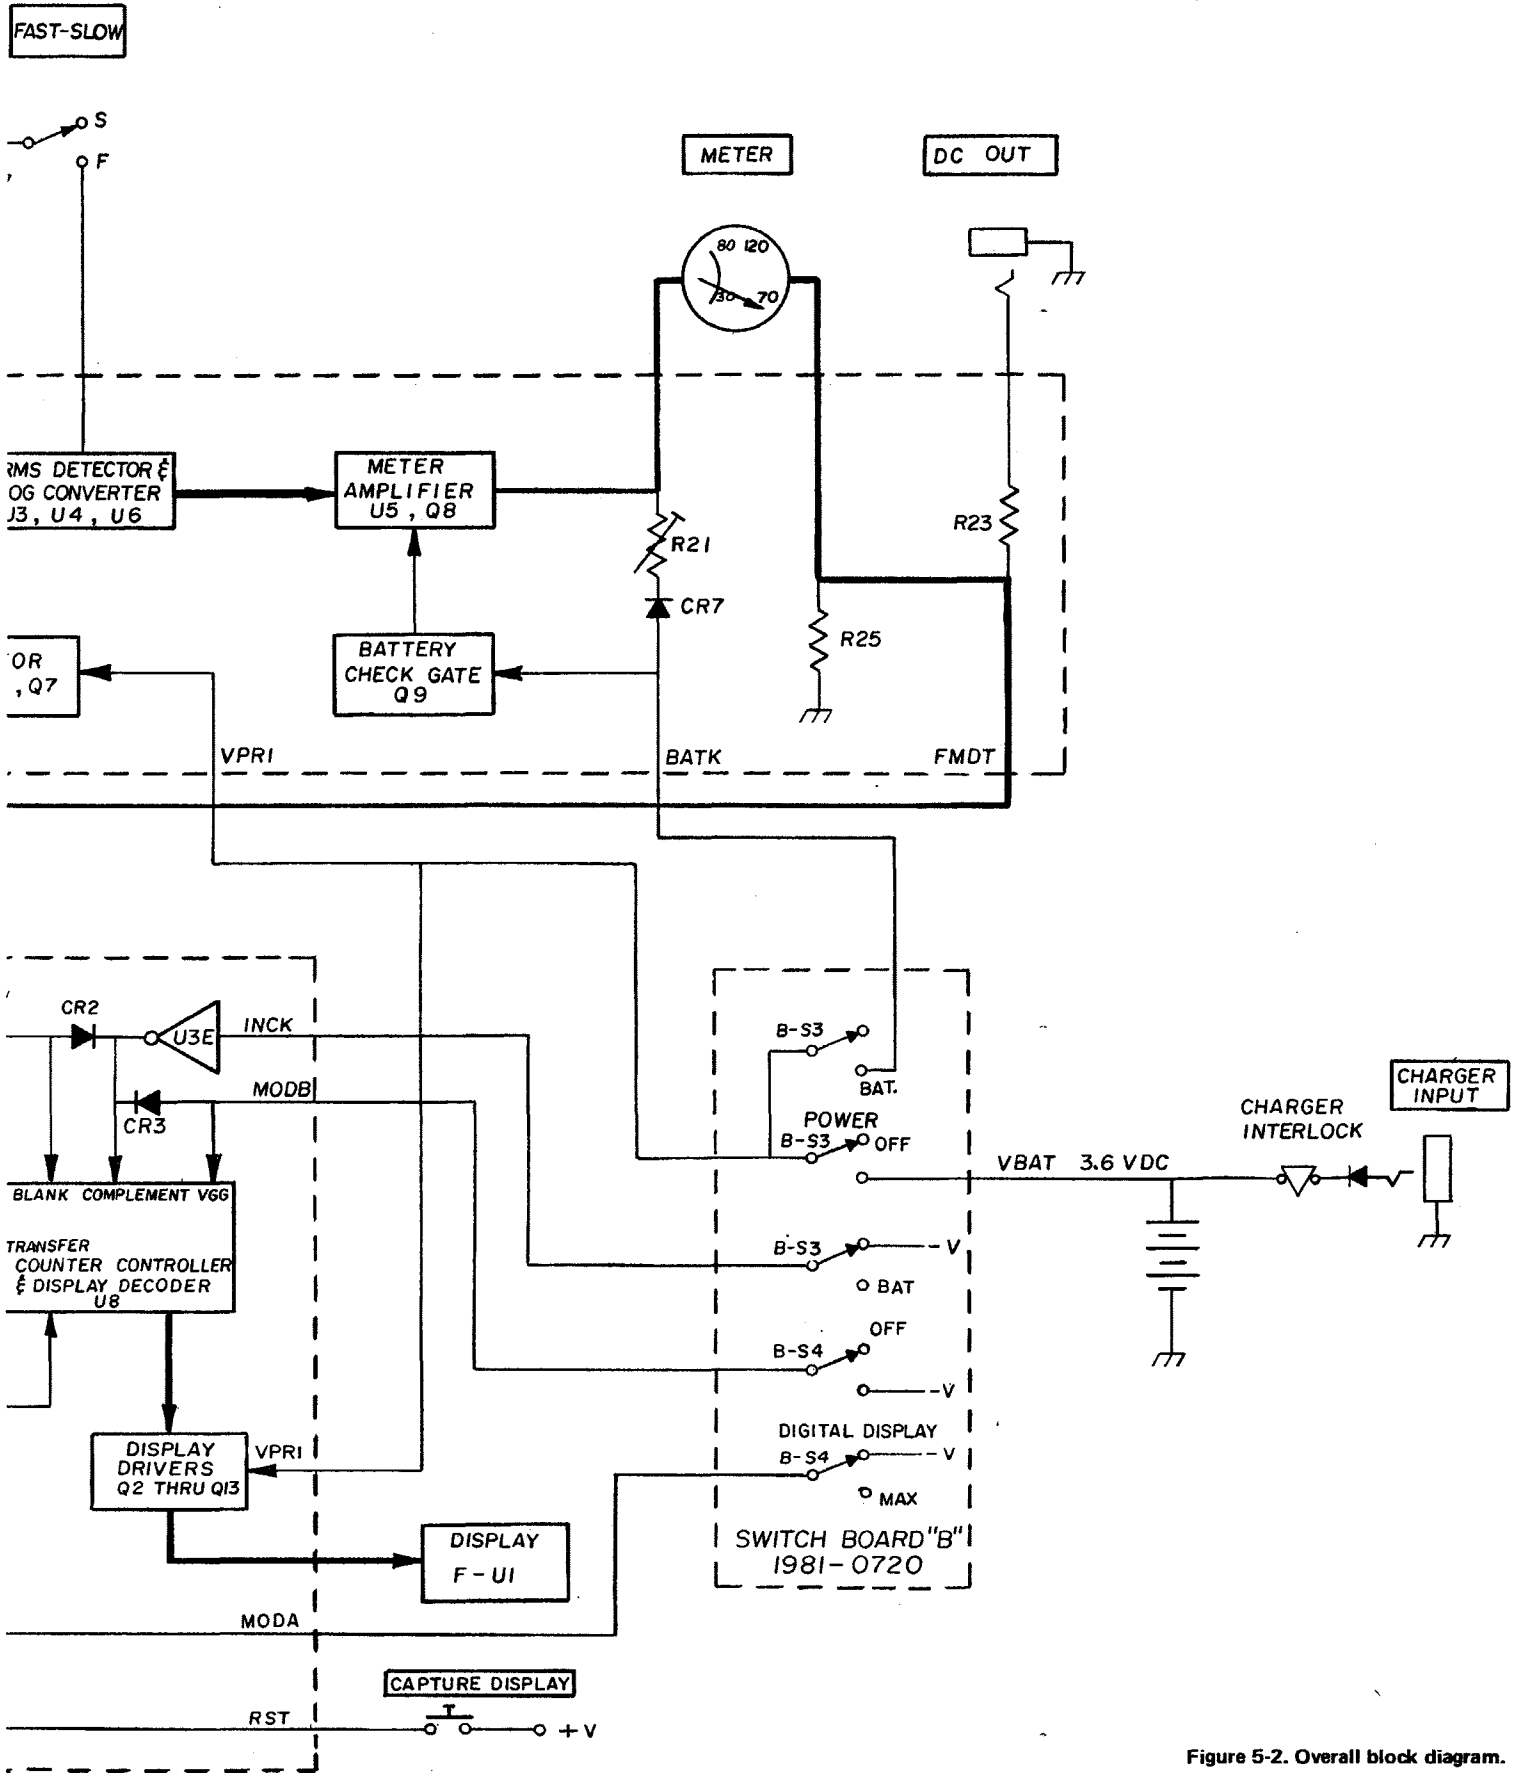 FAST-SLOW
S
F
METER
DC OUT
80 120
30 70
RMS DETECTOR &
OG CONVERTER
U3, U4, U6
METER
AMPLIFIER
U5, Q8
R21
R23
CR7
R25
BATTERY
CHECK GATE
Q9
OR
, Q7
VPRI
BATK
FMDT
CR2
U3E
INCK
MODB
CR3
BLANK COMPLEMENT VGG
TRANSFER
COUNTER CONTROLLER
& DISPLAY DECODER
U8
B-S3
BAT.
POWER
B-S3
OFF
VBAT 3.6 VDC
CHARGER
INTERLOCK
CHARGER
INPUT
B-S3
-V
BAT
OFF
B-S4
-V
DIGITAL DISPLAY
B-S4
-V
MAX
SWITCH BOARD "B"
1981-0720
DISPLAY
DRIVERS
Q2 THRU Q13
VPRI
DISPLAY
F-U1
MODA
CAPTURE DISPLAY
RST
+V
Figure 5-2. Overall block diagram.